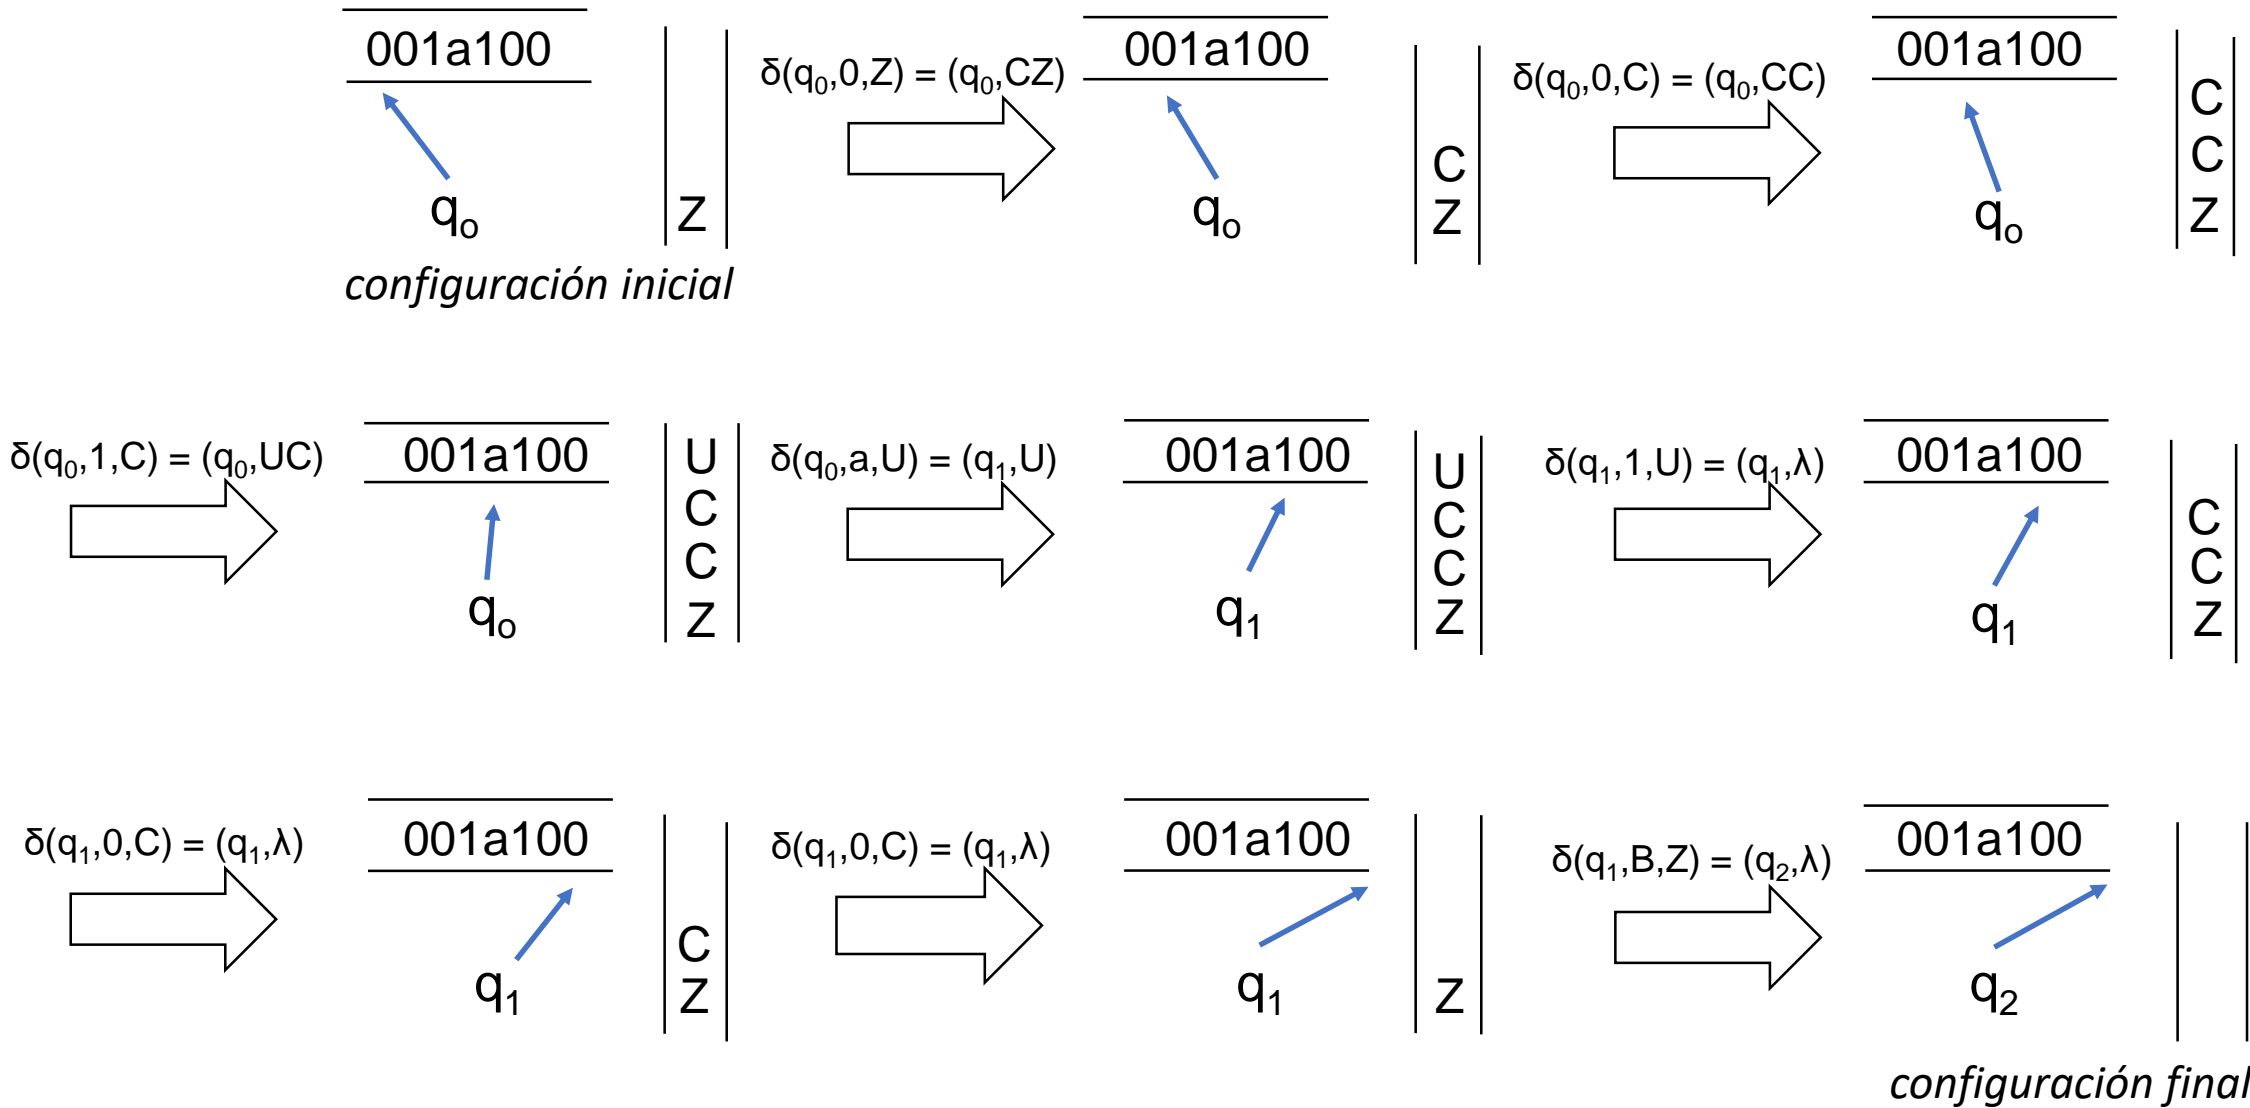 001a100
q₀
Z
configuración inicial
δ(q₀,0,Z) = (q₀,CZ)
001a100
q₀
C
Z
δ(q₀,0,C) = (q₀,CC)
001a100
q₀
C
C
Z
δ(q₀,1,C) = (q₀,UC)
001a100
q₀
U
C
C
Z
δ(q₀,a,U) = (q₁,U)
001a100
q₁
U
C
C
Z
δ(q₁,1,U) = (q₁,λ)
001a100
q₁
C
C
Z
δ(q₁,0,C) = (q₁,λ)
001a100
q₁
C
Z
δ(q₁,0,C) = (q₁,λ)
001a100
q₁
Z
δ(q₁,B,Z) = (q₂,λ)
001a100
q₂
configuración final